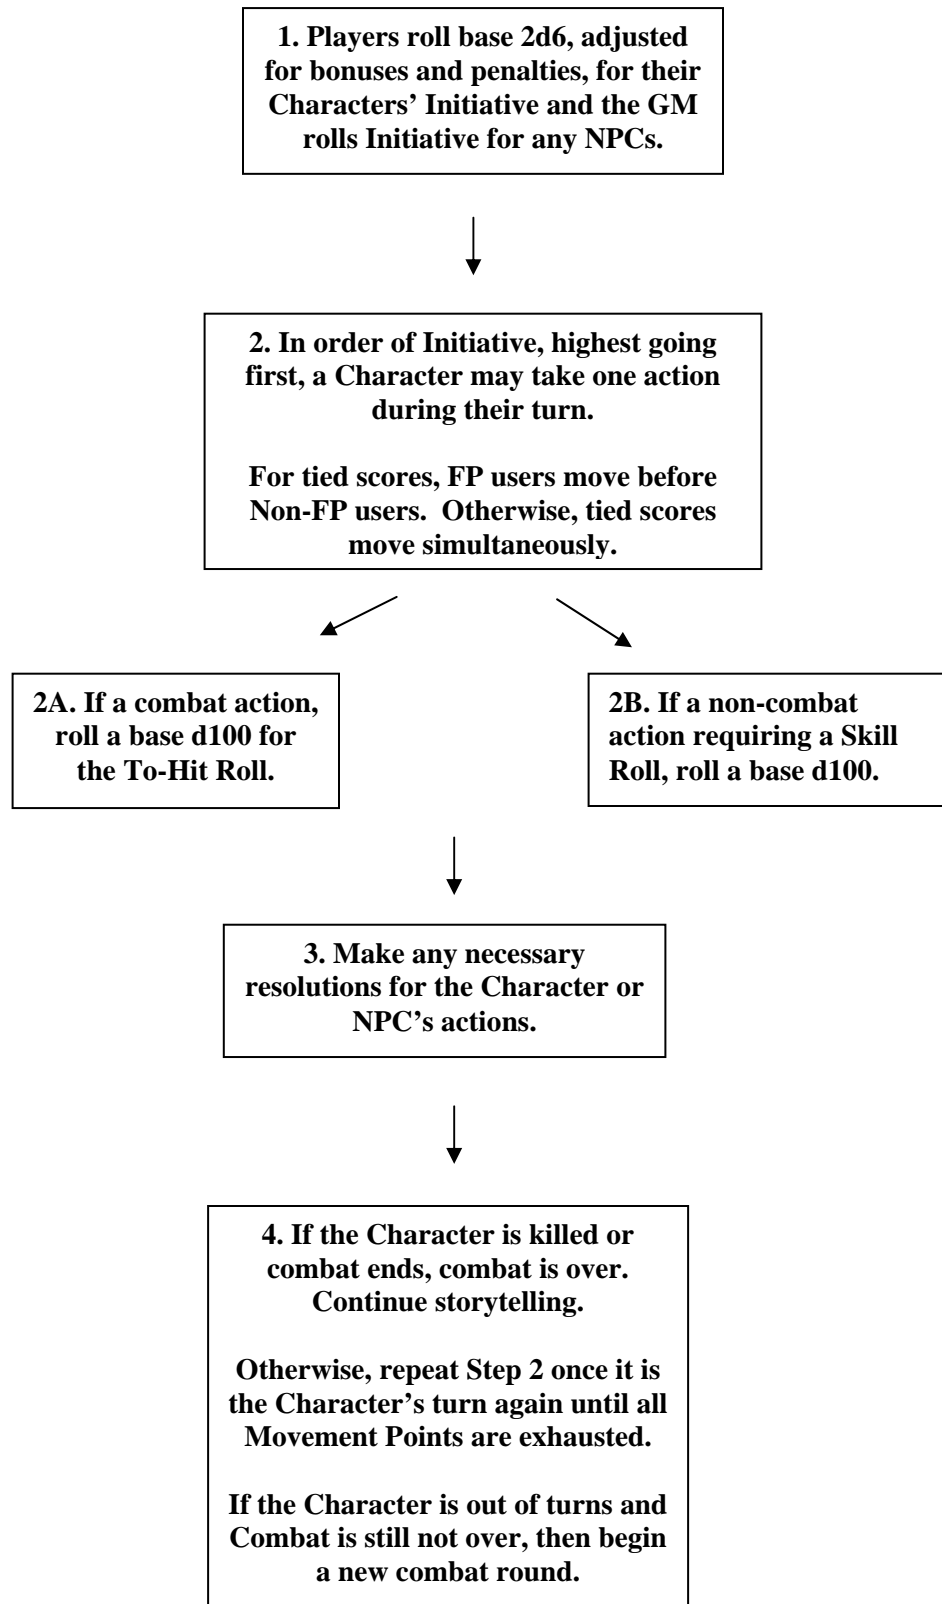 1. Players roll base 2d6, adjusted
for bonuses and penalties, for their
Characters’ Initiative and the GM
rolls Initiative for any NPCs.
2. In order of Initiative, highest going
first, a Character may take one action
during their turn.
For tied scores, FP users move before
Non-FP users.  Otherwise, tied scores
move simultaneously.
2A. If a combat action,
roll a base d100 for
the To-Hit Roll.
2B. If a non-combat
action requiring a Skill
Roll, roll a base d100.
3. Make any necessary
resolutions for the Character or
NPC’s actions.
4. If the Character is killed or
combat ends, combat is over.
Continue storytelling.
Otherwise, repeat Step 2 once it is
the Character’s turn again until all
Movement Points are exhausted.
If the Character is out of turns and
Combat is still not over, then begin
a new combat round.